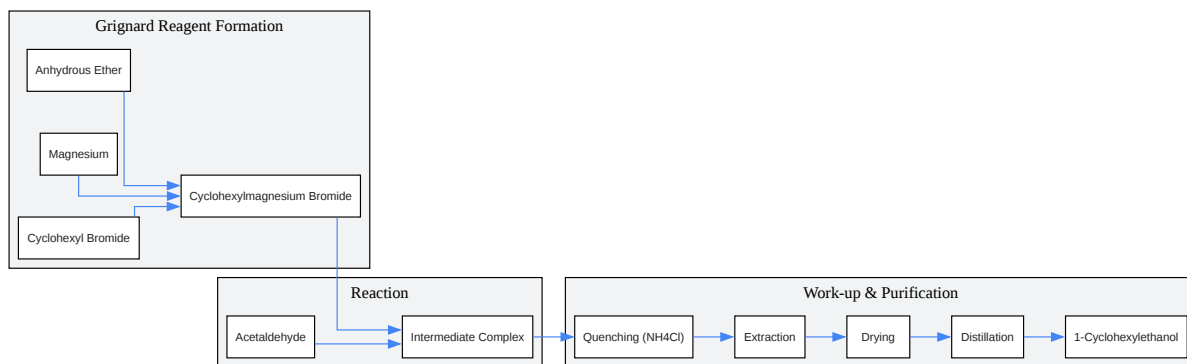 Grignard Reagent Formation
Anhydrous Ether
Magnesium
Cyclohexylmagnesium Bromide
Cyclohexyl Bromide
Reaction
Acetaldehyde
Intermediate Complex
Work-up & Purification
Quenching (NH4Cl)
Extraction
Drying
Distillation
1-Cyclohexylethanol